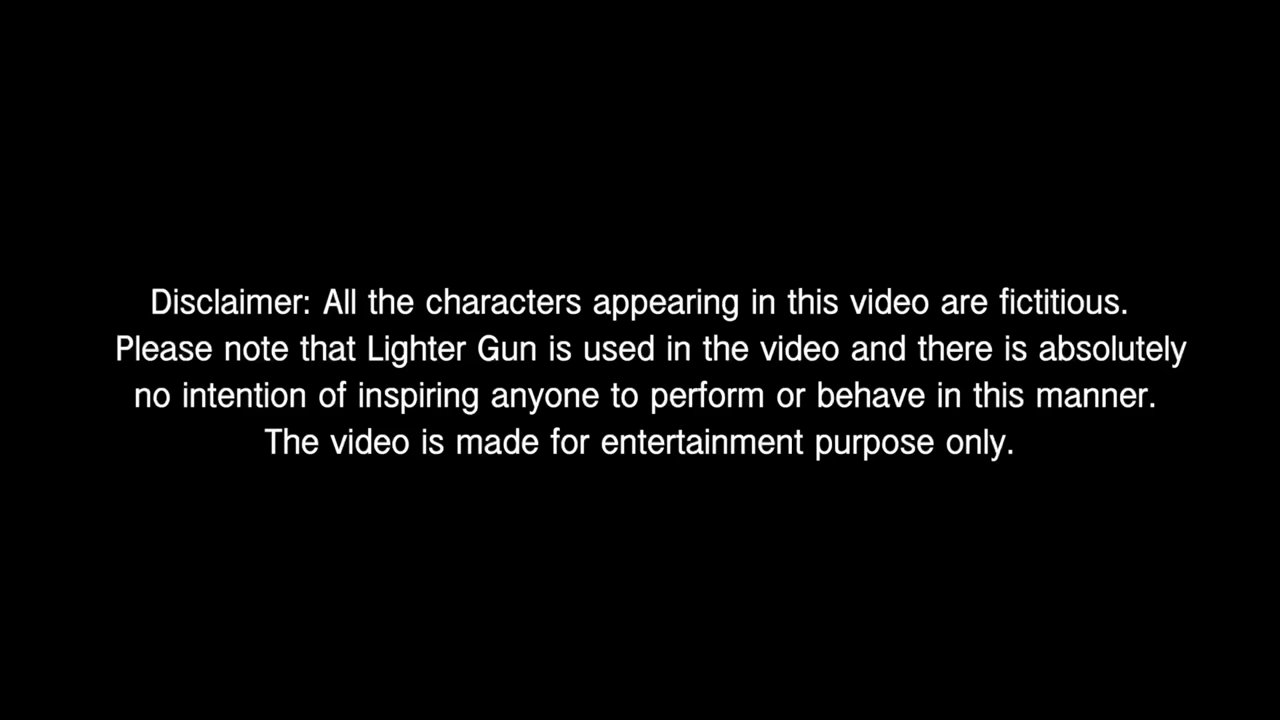 Disclaimer: All the characters appearing in this video are fictitious.
Please note that Lighter Gun is used in the video and there is absolutely
no intention of inspiring anyone to perform or behave in this manner.
The video is made for entertainment purpose only.